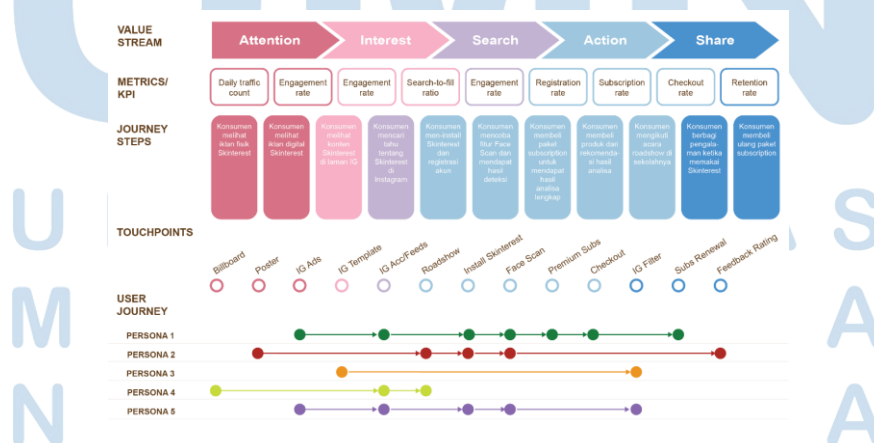 VALUE
STREAM
Attention
Interest
Search
Action
Share
METRICS/
KPI
Daily traffic
count
Engagement
rate
Engagement
rate
Search-to-fill
ratio
Engagement
rate
Registration
rate
Subscription
rate
Checkout
rate
Retention
rate
JOURNEY
STEPS
Konsumen
melihat
iklan fisik
Skinterest
Konsumen
melihat
iklan digital
Skinterest
Konsumen
melihat
konten
Skinterest
di laman IG
Konsumen
mencari
tahu
tentang
Skinterest
di
Instagram
Konsumen
men-install
Skinterest
dan
registrasi
akun
Konsumen
mencoba
fitur Face
Scan dan
mendapat
hasil
deteksi
Konsumen
membeli
paket
subscription
untuk
mendapat
hasil
analisa
lengkap
Konsumen
membeli
produk dari
rekomenda-
si hasil
analisa
Konsumen
mengikuti
acara
roadshow di
sekolahnya
Konsumen
berbagi
pengala-
man ketika
memakai
Skinterest
Konsumen
membeli
ulang paket
subscription
TOUCHPOINTS
Billboard
Poster
IG Ads
IG Template
IG Acc/Feeds
Roadshow
Install Skinterest
Face Scan
Premium Subs
Checkout
IG Filter
Subs Renewal
Feedback Rating
USER
JOURNEY
PERSONA 1
PERSONA 2
PERSONA 3
PERSONA 4
PERSONA 5
U
M
N
S
A
A